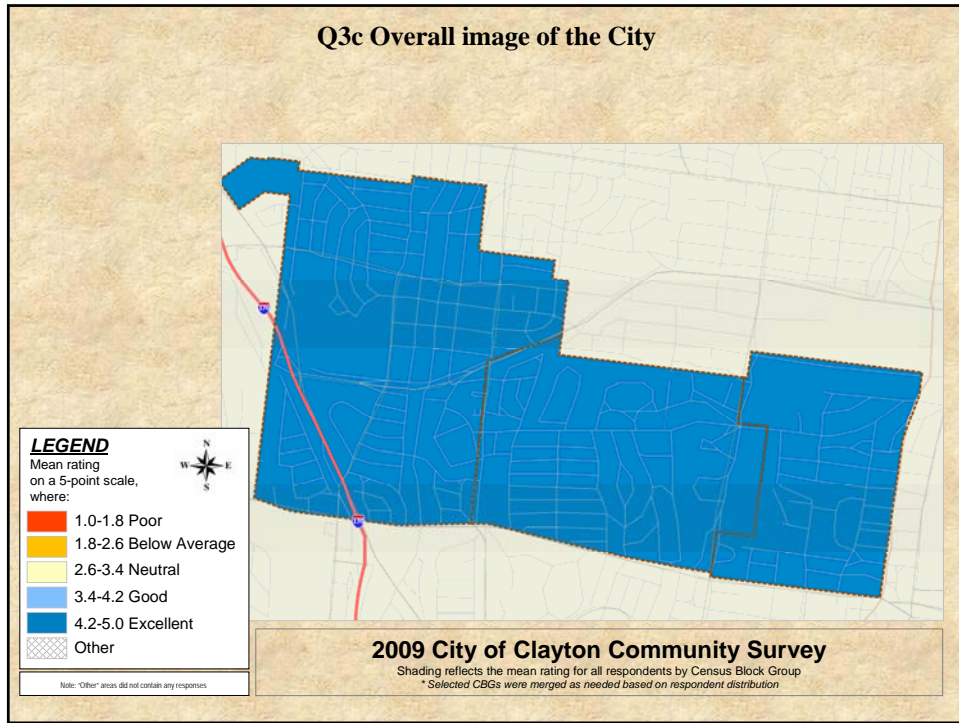 Q3c Overall image of the City
LEGEND
Mean rating
on a 5-point scale,
where:
N
W E
S
1.0-1.8 Poor
1.8-2.6 Below Average
2.6-3.4 Neutral
3.4-4.2 Good
4.2-5.0 Excellent
Other
Note: "Other" areas did not contain any responses
2009 City of Clayton Community Survey
Shading reflects the mean rating for all respondents by Census Block Group
* Selected CBGs were merged as needed based on respondent distribution